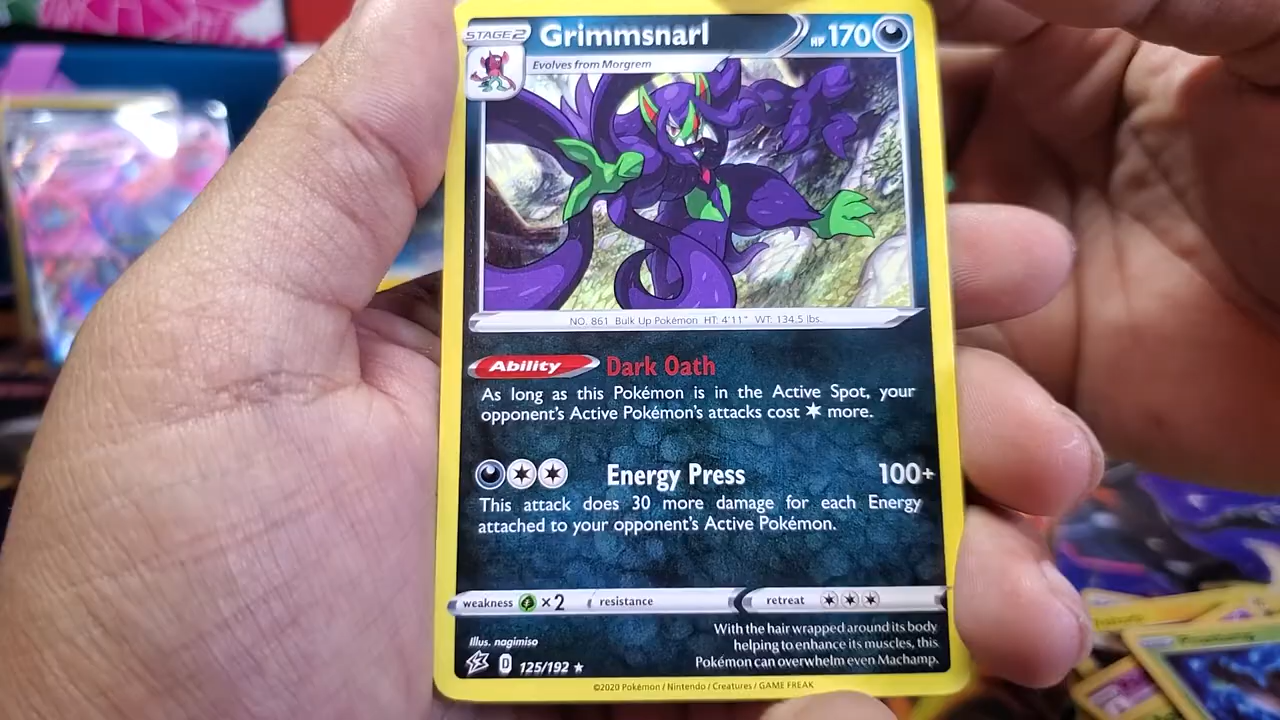 STAGE 2 Grimmsnarl HP 170
Evolves from Morgrem
NO. 861 Bulk Up Pokémon HT: 4'11" WT: 134.5 lbs.
Ability Dark Oath
As long as this Pokémon is in the Active Spot, your
opponent's Active Pokémon's attacks cost more.
Energy Press 100+
This attack does 30 more damage for each Energy
attached to your opponent's Active Pokémon.
weakness ×2 resistance retreat
Illus. nagimiso
With the hair wrapped around its body
helping to enhance its muscles, this
Pokémon can overwhelm even Machamp.
D 125/192 ★
©2020 Pokémon / Nintendo / Creatures / GAME FREAK